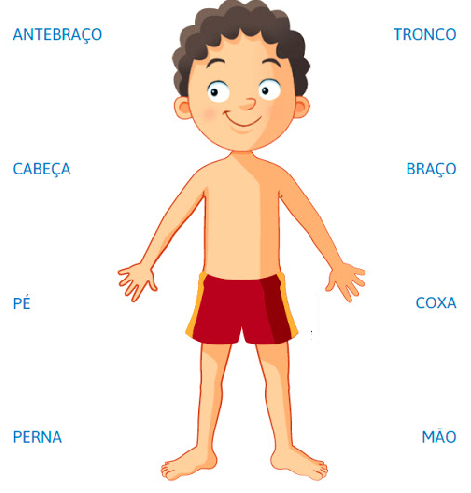 ANTEBRAÇO
TRONCO
CABEÇA
BRAÇO
PÉ
COXA
PERNA
MÃO